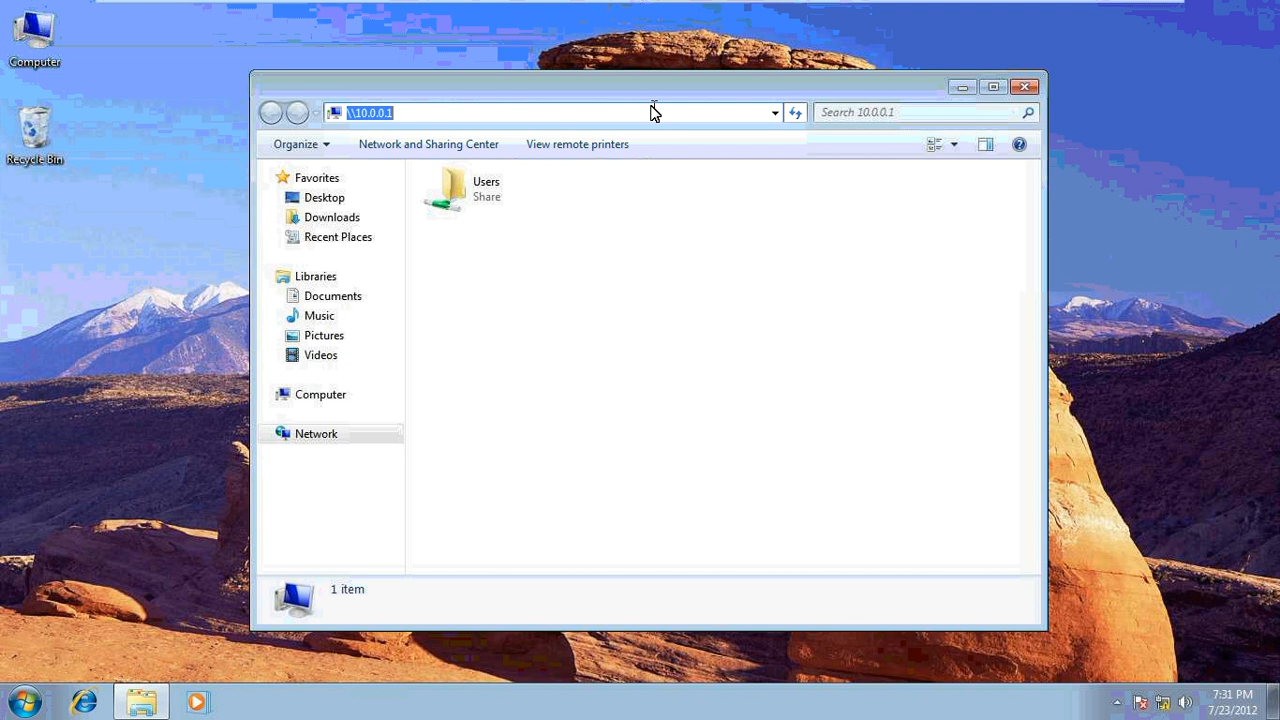 Computer
Recycle Bin
\\10.0.0.1
Search 10.0.0.1
Organize
Network and Sharing Center
View remote printers
Favorites
Desktop
Downloads
Recent Places
Libraries
Documents
Music
Pictures
Videos
Computer
Network
Users
Share
1 item
7:31 PM
7/23/2012